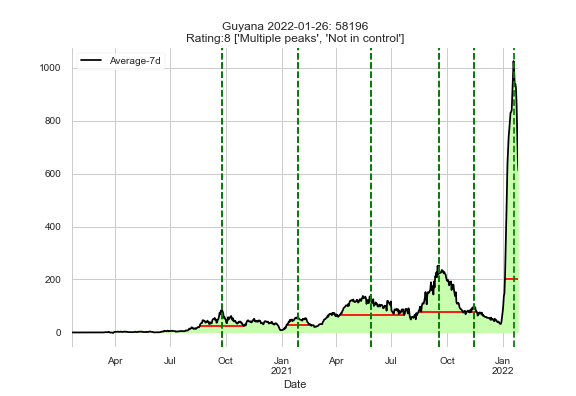 Guyana 2022-01-26: 58196
Rating:8 ['Multiple peaks', 'Not in control']
Average-7d
1000
800
600
400
200
0
Apr Jul Oct Jan Apr Jul Oct Jan
2021 2022
Date